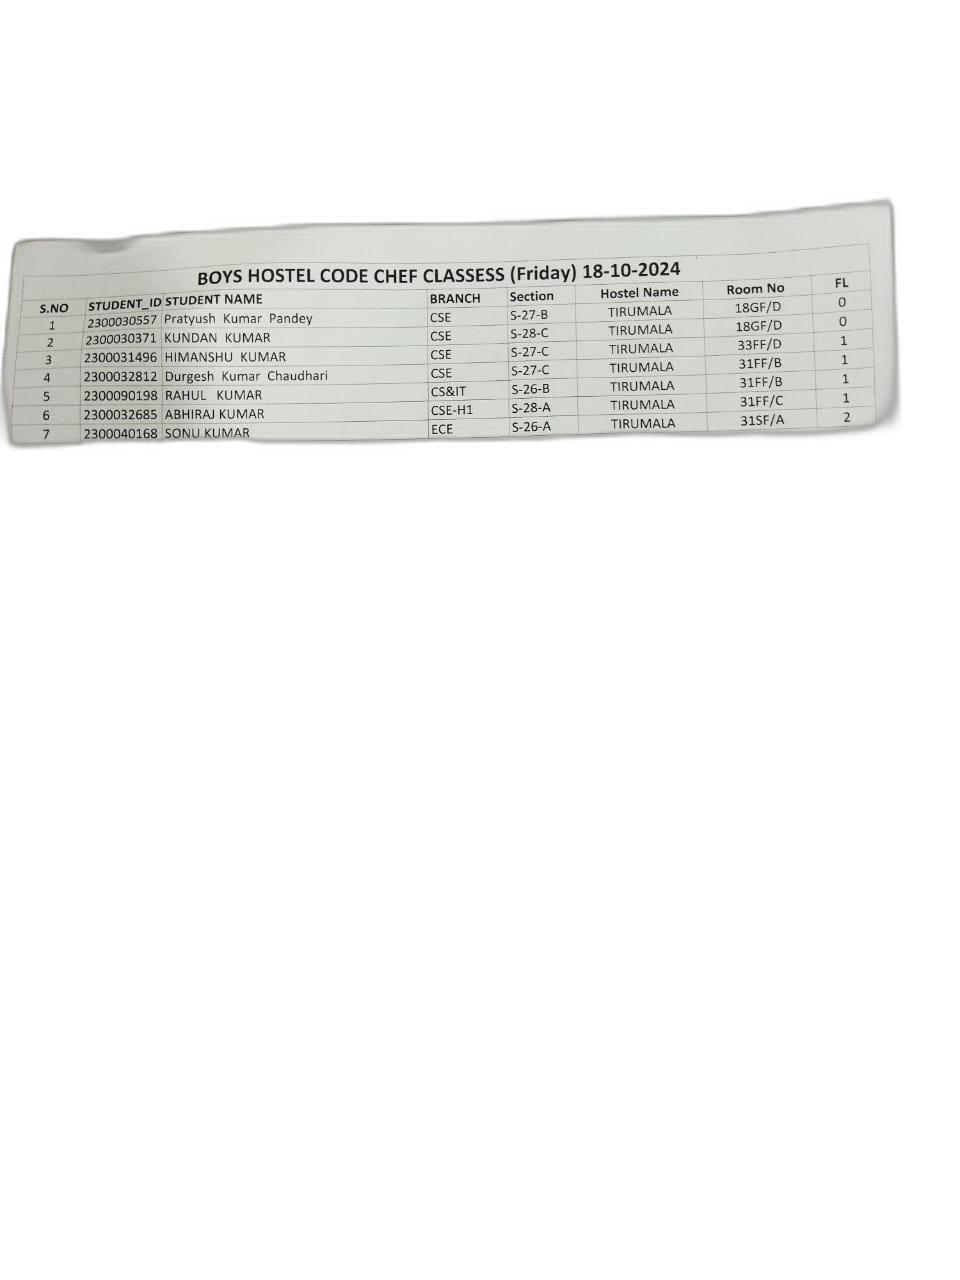 BOYS HOSTEL CODE CHEF CLASSESS (Friday) 18-10-2024
S.NO STUDENT_ID STUDENT NAME BRANCH Section Hostel Name Room No FL
1 2300030557 Pratyush Kumar Pandey CSE S-27-B TIRUMALA 18GF/D 0
2 2300030371 KUNDAN KUMAR CSE S-28-C TIRUMALA 18GF/D 0
3 2300031496 HIMANSHU KUMAR CSE S-27-C TIRUMALA 33FF/D 1
4 2300032812 Durgesh Kumar Chaudhari CSE S-27-C TIRUMALA 31FF/B 1
5 2300090198 RAHUL KUMAR CS&IT S-26-B TIRUMALA 31FF/B 1
6 2300032685 ABHIRAJ KUMAR CSE-H1 S-28-A TIRUMALA 31FF/C 1
7 2300040168 SONU KUMAR ECE S-26-A TIRUMALA 31SF/A 2